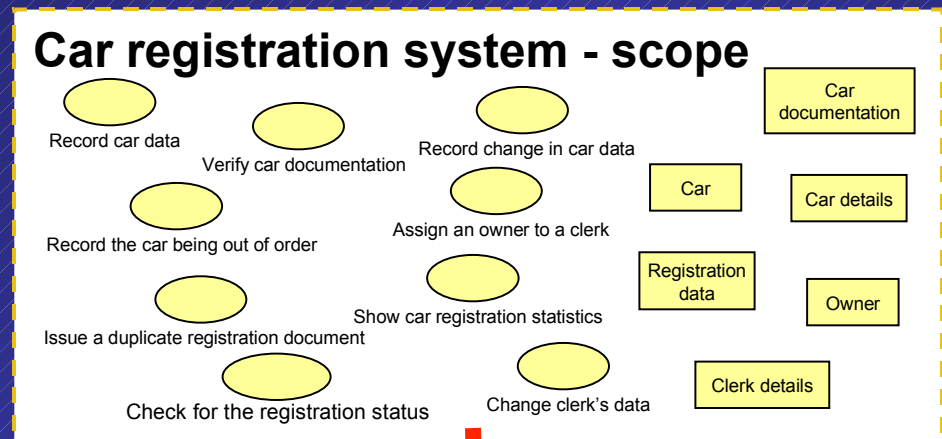 Car registration system - scope
Car
documentation
Record car data
Verify car documentation
Record change in car data
Car
Car details
Record the car being out of order
Assign an owner to a clerk
Registration
data
Owner
Issue a duplicate registration document
Show car registration statistics
Clerk details
Check for the registration status
Change clerk's data